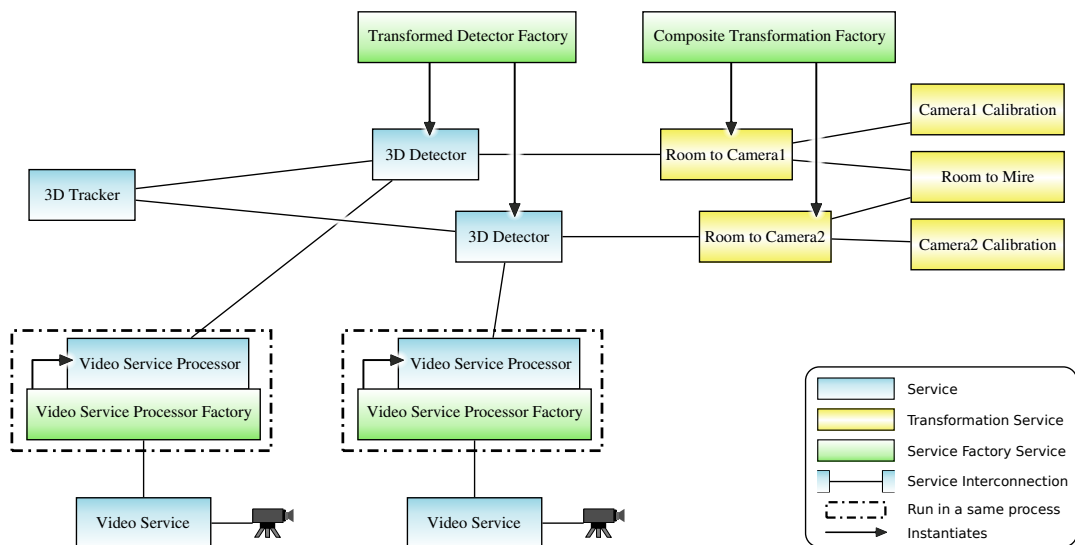 Transformed Detector Factory
Composite Transformation Factory
Camera1 Calibration
3D Detector
Room to Camera1
Room to Mire
3D Tracker
3D Detector
Room to Camera2
Camera2 Calibration
Video Service Processor
Video Service Processor Factory
Video Service Processor
Video Service Processor Factory
Video Service
Video Service
Service
Transformation Service
Service Factory Service
Service Interconnection
Run in a same process
Instantiates